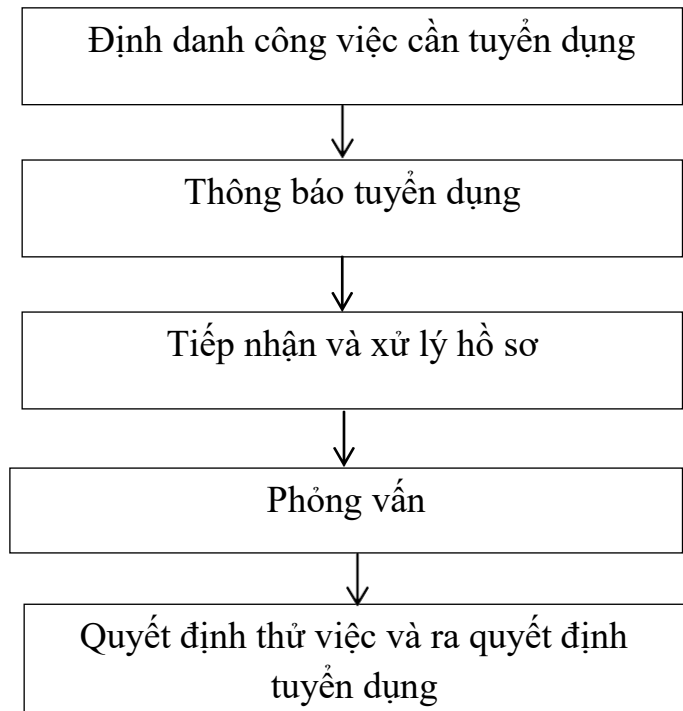 Định danh công việc cần tuyển dụng
Thông báo tuyển dụng
Tiếp nhận và xử lý hồ sơ
Phỏng vấn
Quyết định thử việc và ra quyết định
tuyển dụng